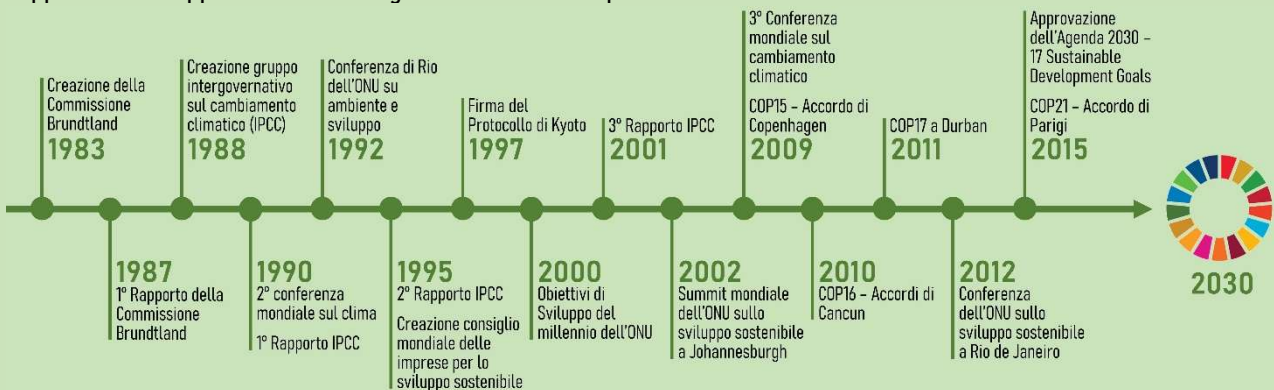 Creazione della
Commissione
Brundtland
1983
1987
1° Rapporto della
Commissione
Brundtland
Creazione gruppo
intergovernativo
sul cambiamento
climatico (IPCC)
1988
1990
2° conferenza
mondiale sul clima
1° Rapporto IPCC
Conferenza di Rio
dell'ONU su
ambiente e
sviluppo
1992
1995
2° Rapporto IPCC
Creazione consiglio
mondiale delle
imprese per lo
sviluppo sostenibile
Firma del
Protocollo di Kyoto
1997
2000
Obiettivi di
Sviluppo del
millennio dell'ONU
3° Rapporto IPCC
2001
2002
Summit mondiale
dell'ONU sullo
sviluppo sostenibile
a Johannesburgh
3° Conferenza
mondiale sul
cambiamento
climatico
COP15 - Accordo di
Copenhagen
2009
2010
COP16 - Accordi di
Cancun
COP17 a Durban
2011
2012
Conferenza
dell'ONU sullo
sviluppo sostenibile
a Rio de Janeiro
Approvazione
dell'Agenda 2030 –
17 Sustainable
Development Goals
COP21 - Accordo di
Parigi
2015
2030